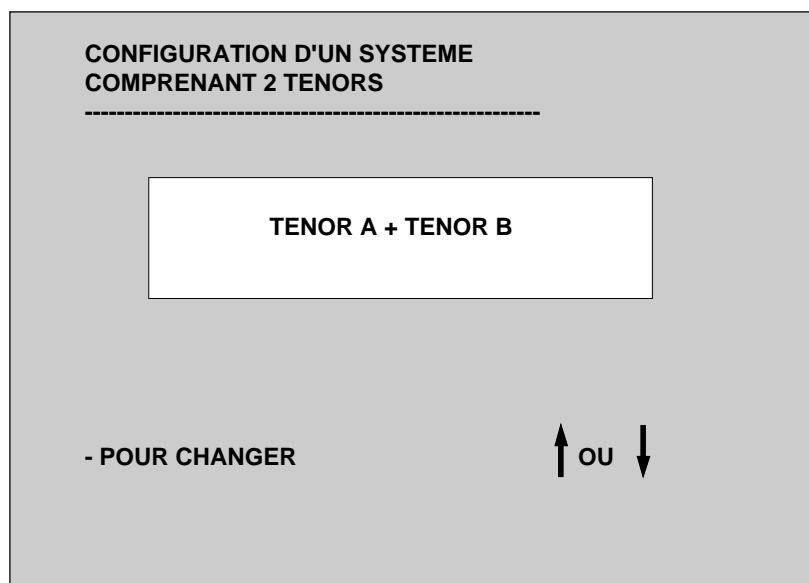 CONFIGURATION D'UN SYSTEME
COMPRENANT 2 TENORS
---------------------------------------------------------
TENOR A + TENOR B
- POUR CHANGER OU